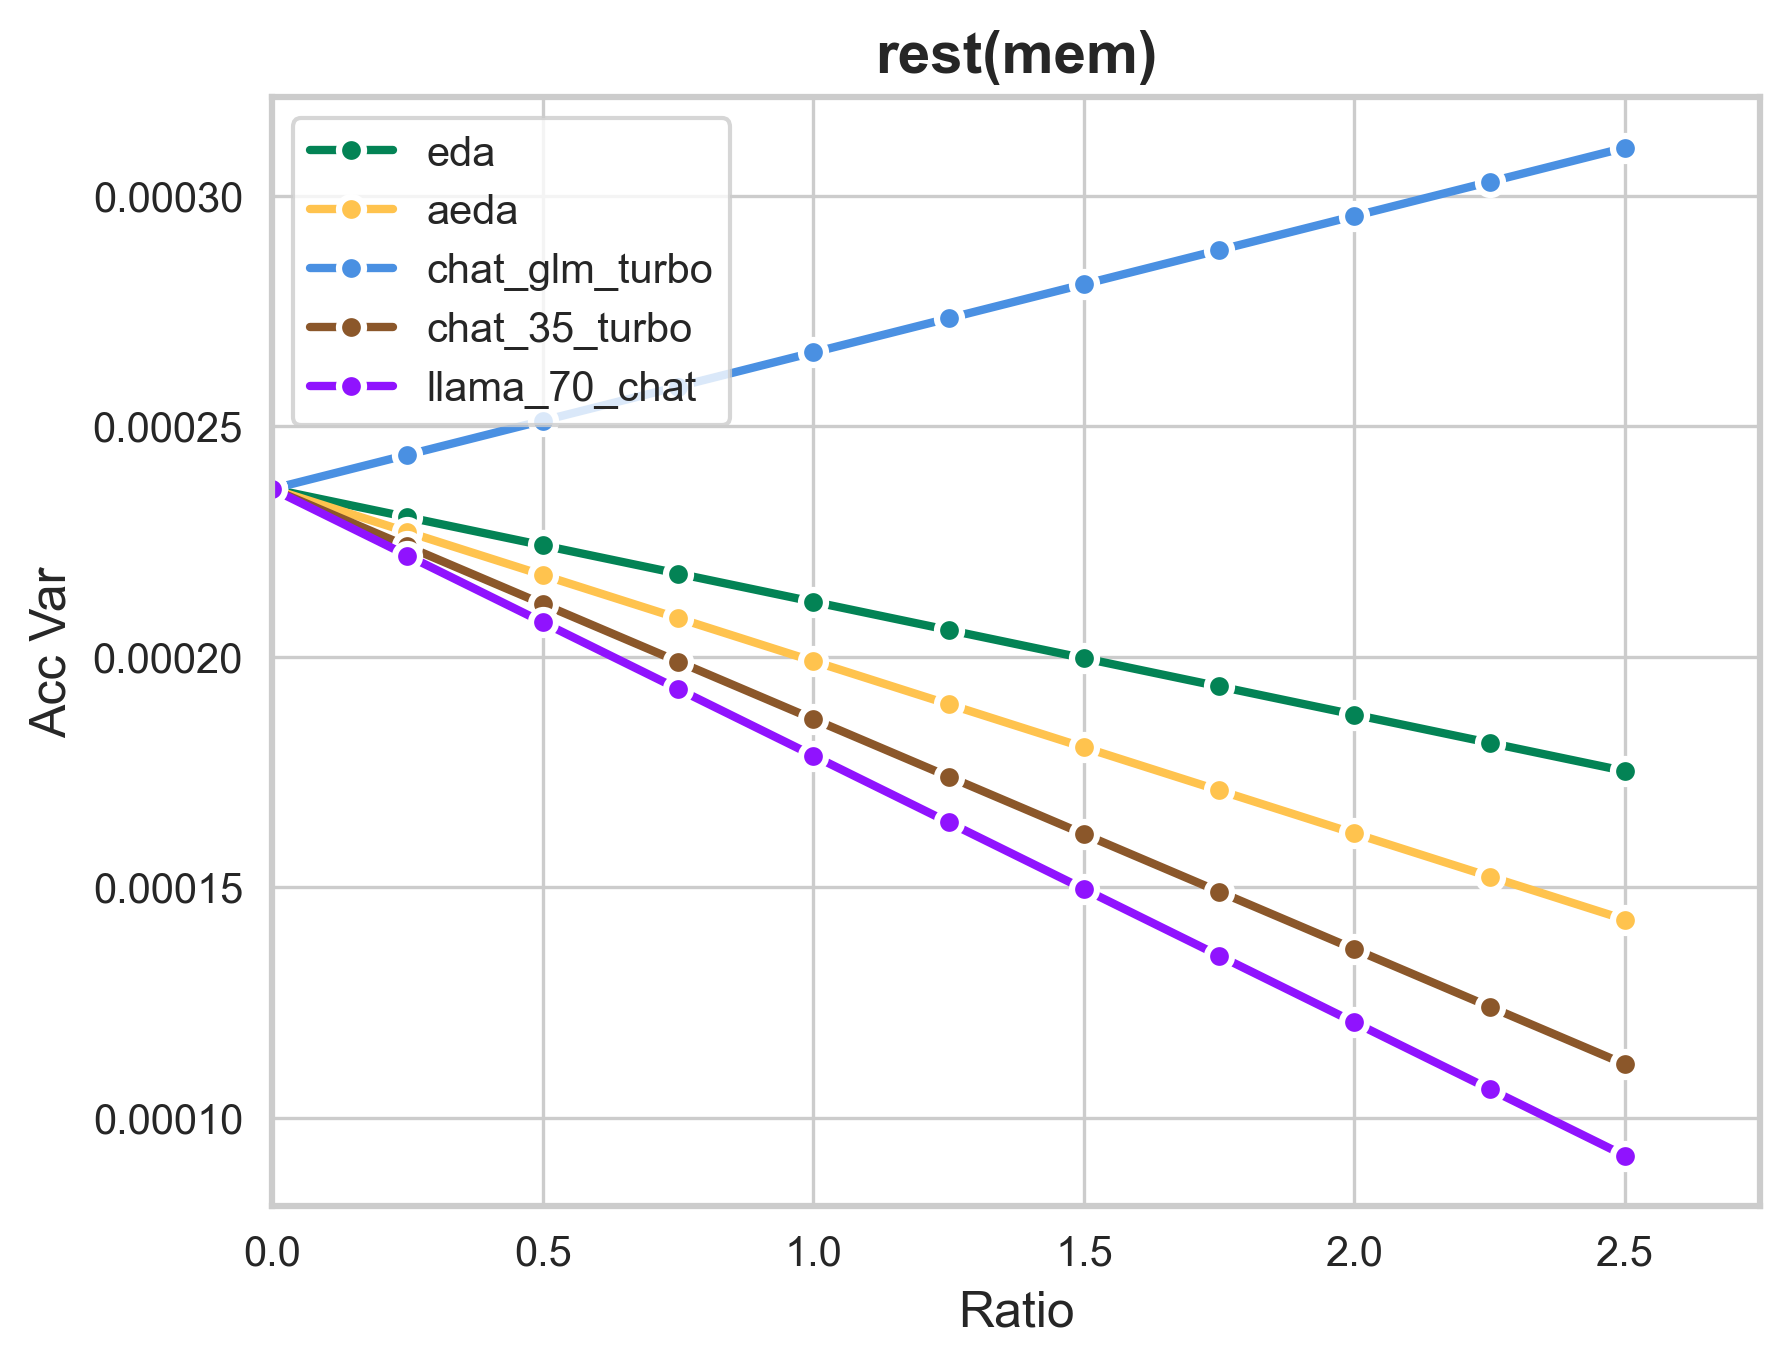 rest(mem)
eda
aeda
chat_glm_turbo
chat_35_turbo
llama_70_chat
0.00030
0.00025
0.00020
0.00015
0.00010
Acc Var
0.0 0.5 1.0 1.5 2.0 2.5
Ratio